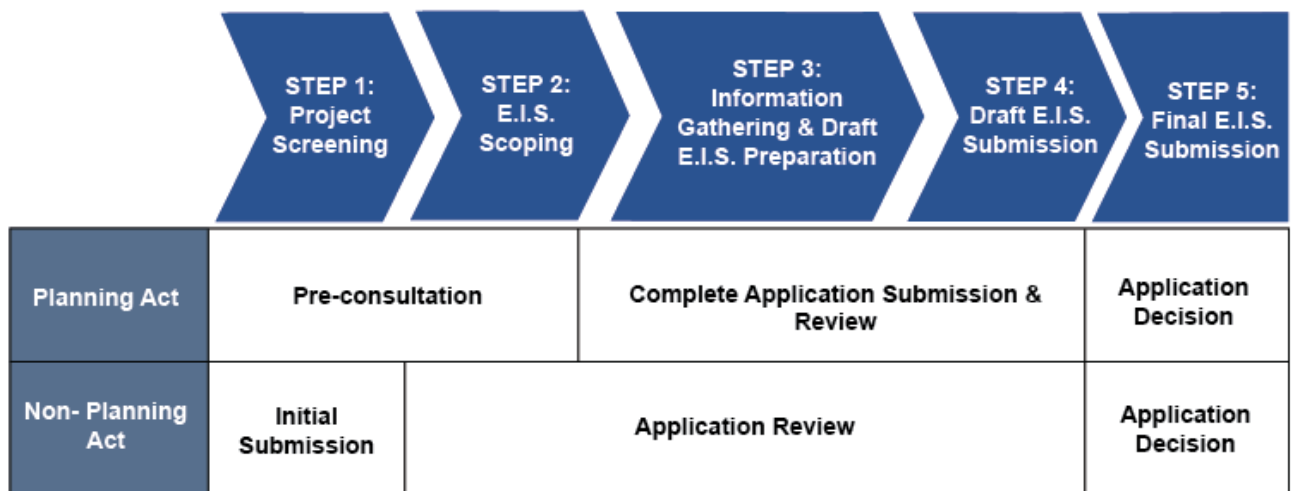 STEP 1:
Project
Screening
STEP 2:
E.I.S.
Scoping
STEP 3:
Information
Gathering & Draft
E.I.S. Preparation
STEP 4:
Draft E.I.S.
Submission
STEP 5:
Final E.I.S.
Submission
Planning Act
Pre-consultation
Complete Application Submission &
Review
Application
Decision
Non- Planning
Act
Initial
Submission
Application Review
Application
Decision